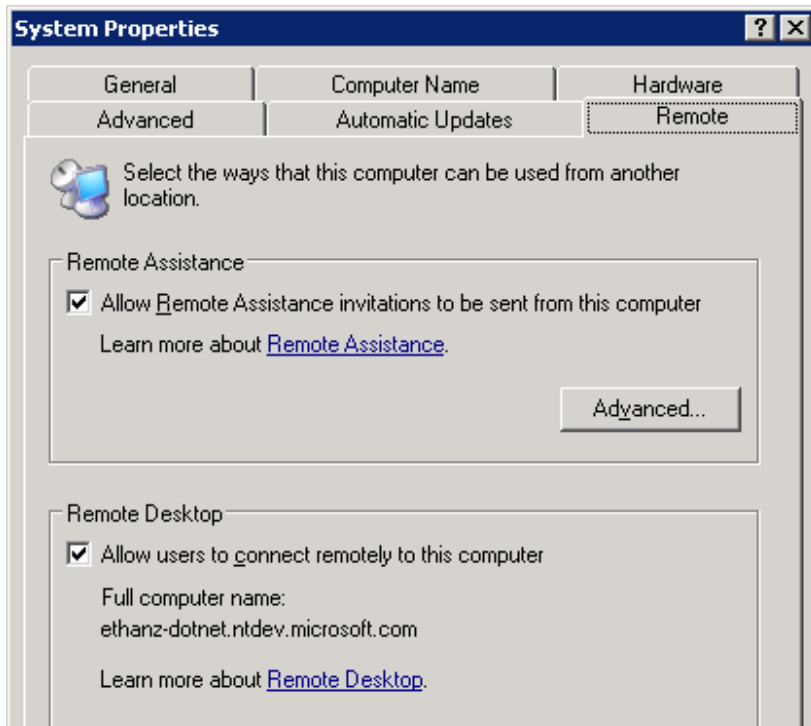 System Properties
General
Computer Name
Hardware
Advanced
Automatic Updates
Remote
Select the ways that this computer can be used from another
location.
Remote Assistance
Allow Remote Assistance invitations to be sent from this computer
Learn more about Remote Assistance.
Advanced...
Remote Desktop
Allow users to connect remotely to this computer
Full computer name:
ethanz-dotnet.ntdev.microsoft.com
Learn more about Remote Desktop.